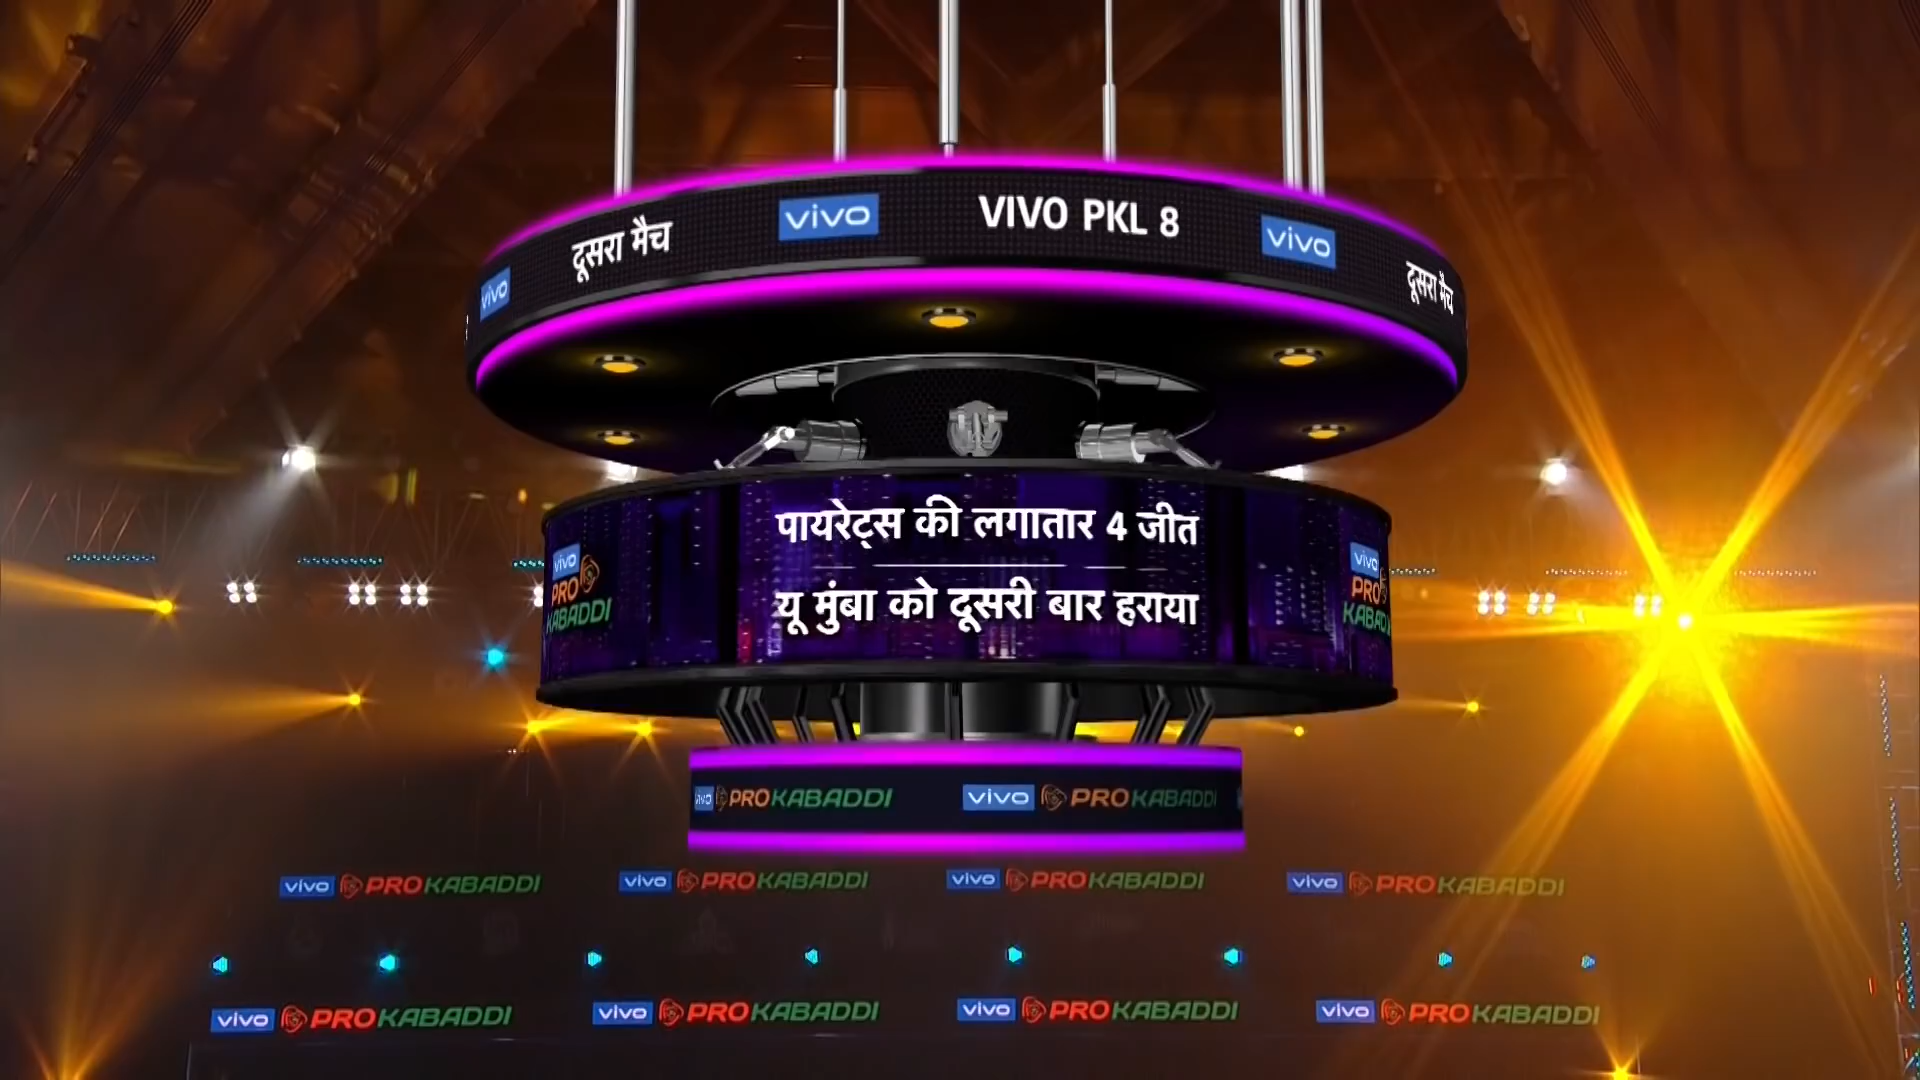 दूसरा मैच vivo VIVO PKL 8 vivo दूसरा मैच
vivo
पायरेट्स की लगातार 4 जीत
यू मुंबा को दूसरी बार हराया
vivo PRO KABADDI
vivo PRO KABADDI
vivo PRO KABADDI vivo PRO KABADDI
vivo PRO KABADDI vivo PRO KABADDI vivo PRO KABADDI vivo PRO KABADDI
vivo PRO KABADDI vivo PRO KABADDI vivo PRO KABADDI vivo PRO KABADDI